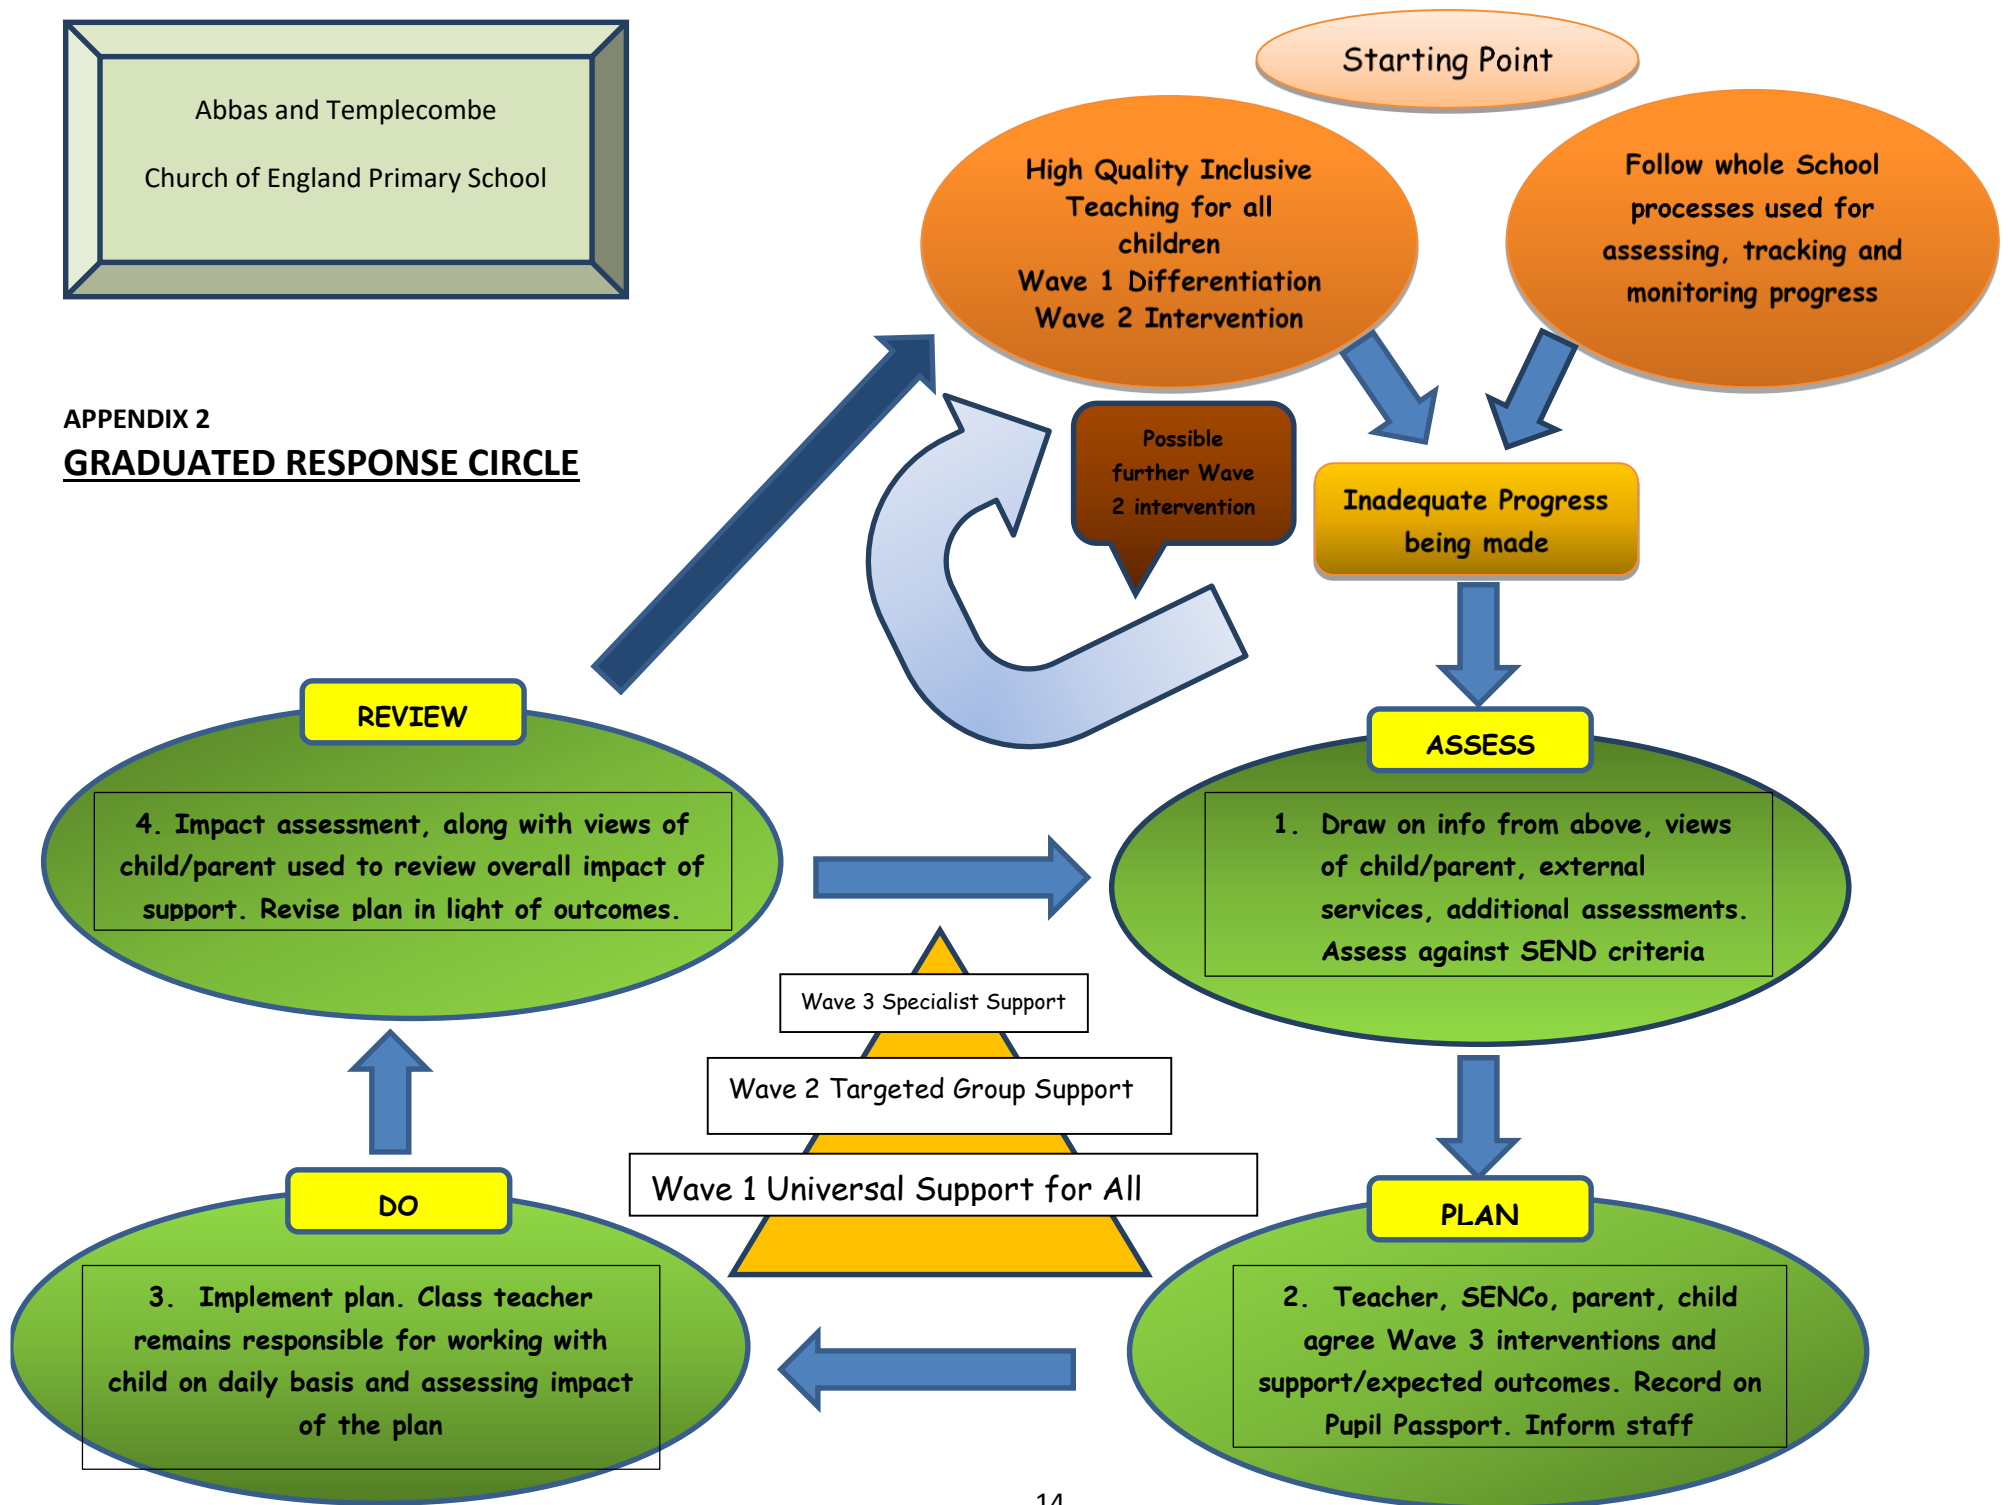 Abbas and Templecombe
Church of England Primary School
Starting Point
High Quality Inclusive
Teaching for all
children
Wave 1 Differentiation
Wave 2 Intervention
Follow whole School
processes used for
assessing, tracking and
monitoring progress
APPENDIX 2
GRADUATED RESPONSE CIRCLE
Possible
further Wave
2 intervention
Inadequate Progress
being made
REVIEW
4. Impact assessment, along with views of
child/parent used to review overall impact of
support. Revise plan in light of outcomes.
ASSESS
1. Draw on info from above, views
of child/parent, external
services, additional assessments.
Assess against SEND criteria
Wave 3 Specialist Support
Wave 2 Targeted Group Support
Wave 1 Universal Support for All
DO
3. Implement plan. Class teacher
remains responsible for working with
child on daily basis and assessing impact
of the plan
PLAN
2. Teacher, SENCo, parent, child
agree Wave 3 interventions and
support/expected outcomes. Record on
Pupil Passport. Inform staff
14